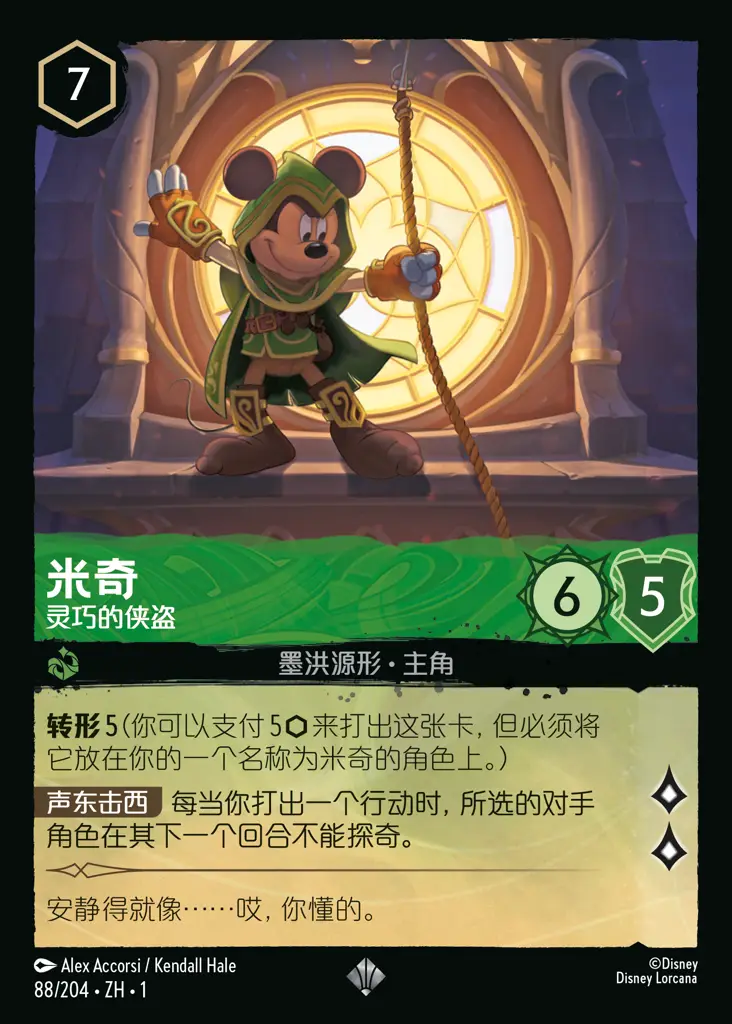 7
米奇
灵巧的侠盗
6
5
墨洪源形 • 主角
转形 5 (你可以支付 5⬡来打出这张卡, 但必须将
它放在你的一个名称为米奇的角色上。)
声东击西 每当你打出一个行动时, 所选的对手
角色在其下一个回合不能探奇。
安静得就像……哎, 你懂的。
Alex Accorsi / Kendall Hale
88/204 • ZH • 1
©Disney
Disney Lorcana